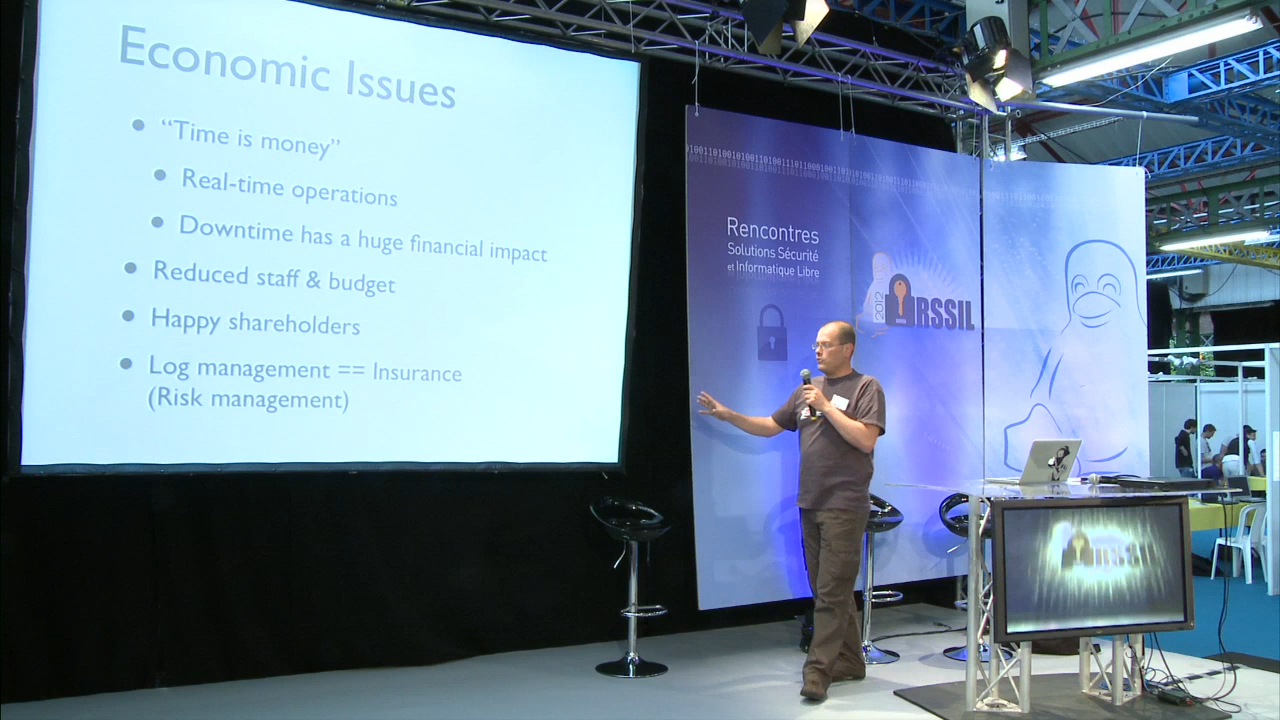 Economic Issues
“Time is money”
Real-time operations
Downtime has a huge financial impact
Reduced staff & budget
Happy shareholders
Log management == Insurance
(Risk management)
Rencontres
Solutions Sécurité
et Informatique Libre
2012
RSSIL